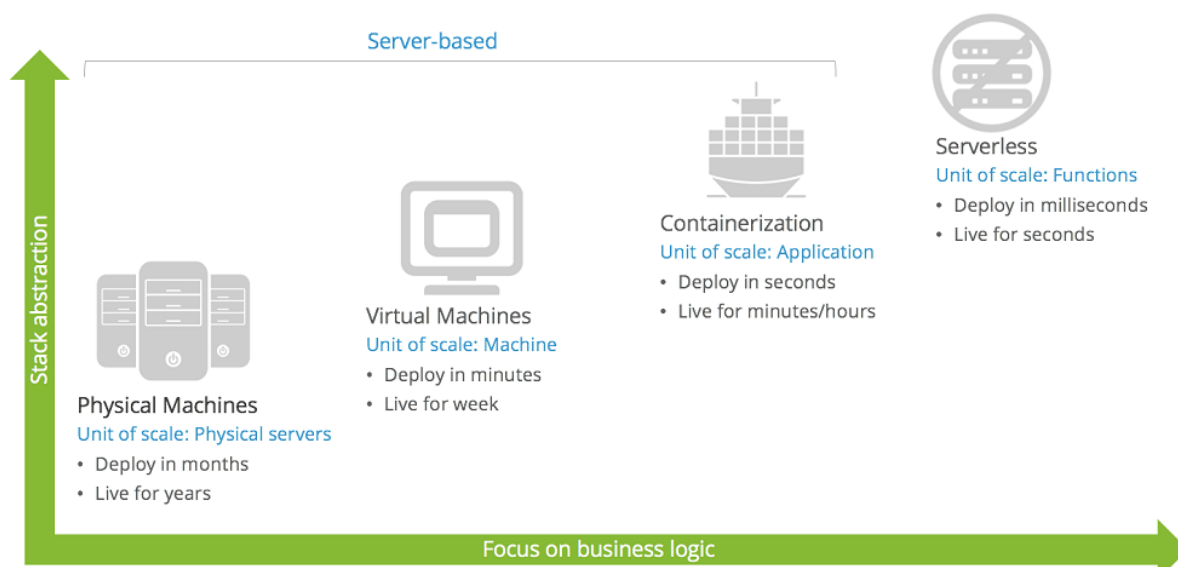 Server-based
Stack abstraction
Physical Machines
Unit of scale: Physical servers
• Deploy in months
• Live for years
Virtual Machines
Unit of scale: Machine
• Deploy in minutes
• Live for week
Containerization
Unit of scale: Application
• Deploy in seconds
• Live for minutes/hours
Serverless
Unit of scale: Functions
• Deploy in milliseconds
• Live for seconds
Focus on business logic